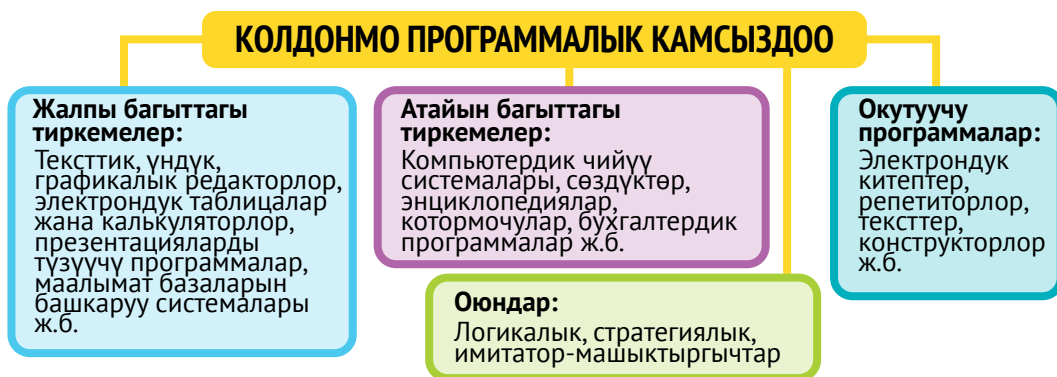 КОЛДОНМО ПРОГРАММАЛЫК КАМСЫЗДОО
Жалпы багыттагы
тиркемелер:
Тексттик, үндүк,
графикалык редакторлор,
электрондук таблицалар
жана калькуляторлор,
презентацияларды
түзүүчү программалар,
маалымат базаларын
башкаруу системалары
ж.б.
Атайын багыттагы
тиркемелер:
Компьютердик чийүү
системалары, сөздүктөр,
энциклопедиялар,
котормочулар, бухгалтердик
программалар ж.б.
Оюндар:
Логикалык, стратегиялык,
имитатор-машыктыргычтар
Окутуучу
программалар:
Электрондук
китептер,
репетиторлор,
тексттер,
конструкторлор
ж.б.